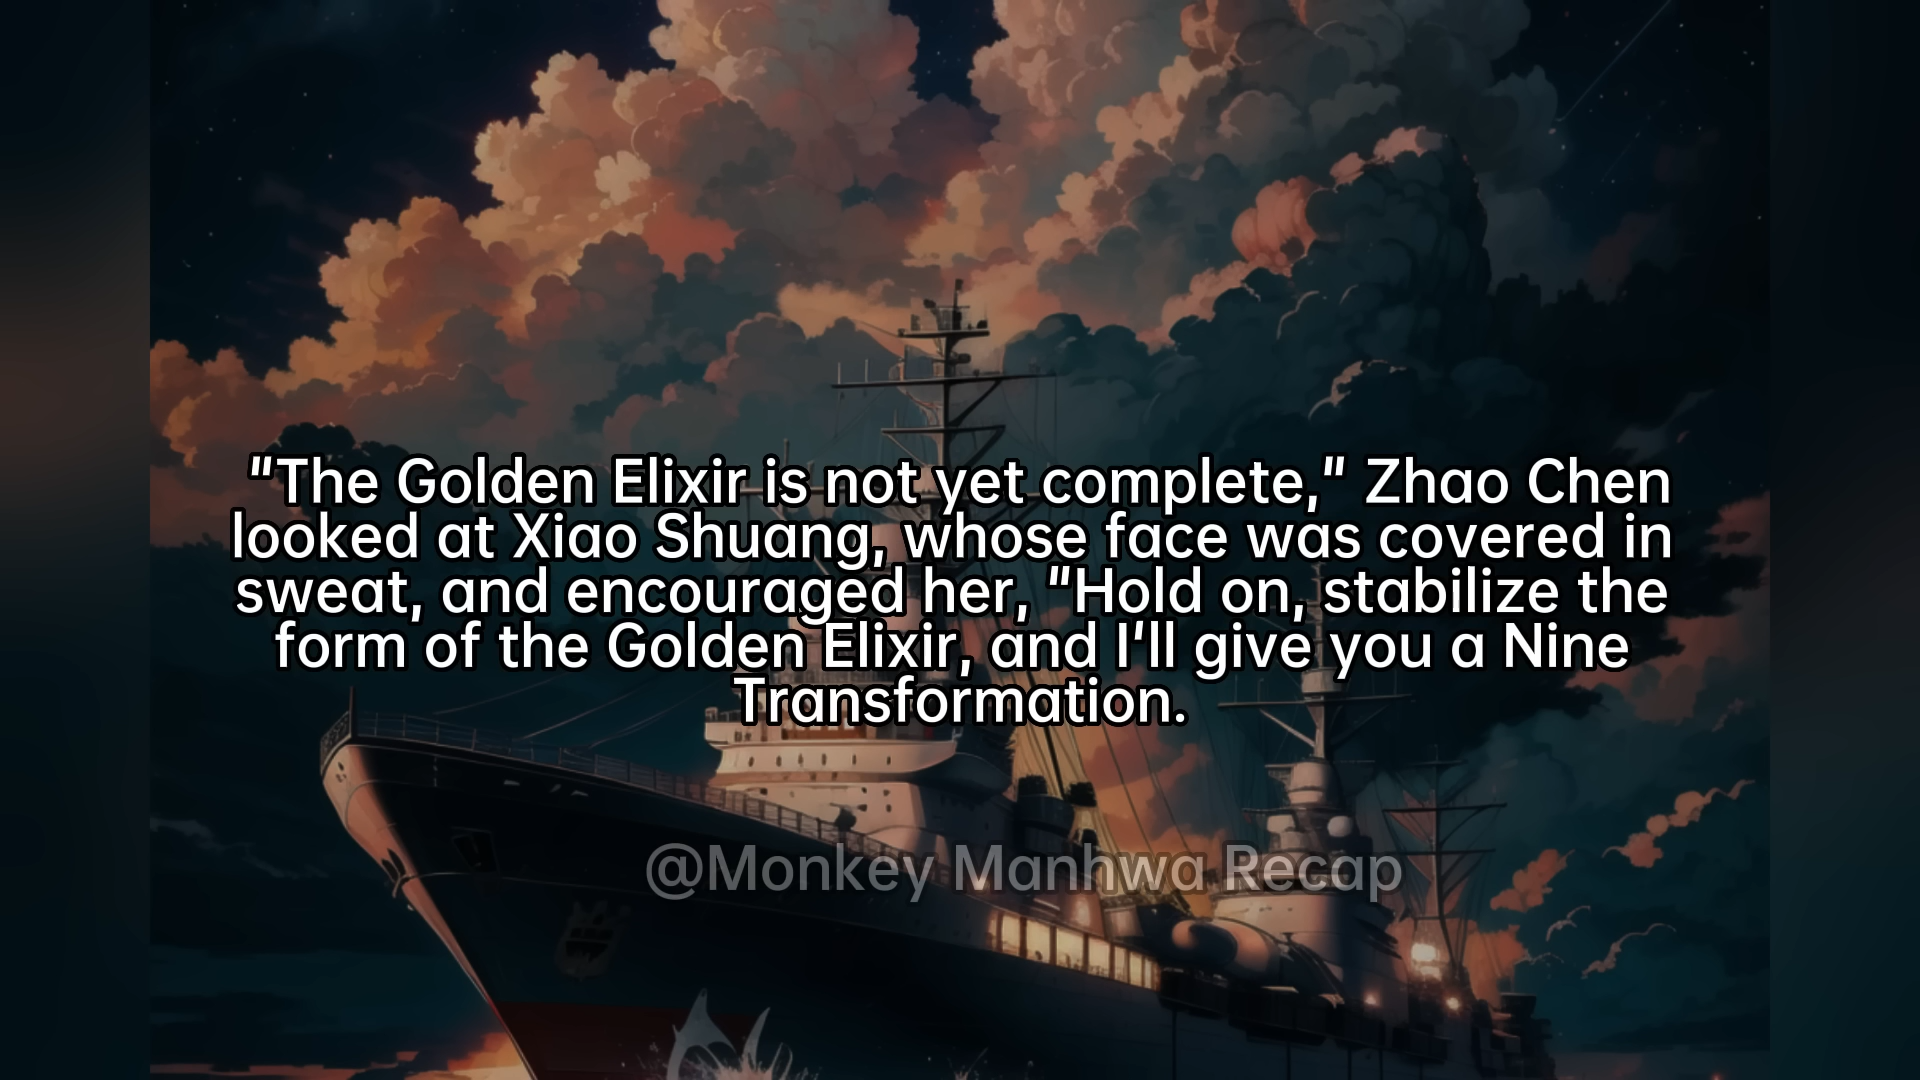 "The Golden Elixir is not yet complete," Zhao Chen
looked at Xiao Shuang, whose face was covered in
sweat, and encouraged her, "Hold on, stabilize the
form of the Golden Elixir, and I'll give you a Nine
Transformation.
@Monkey Manhwa Recap